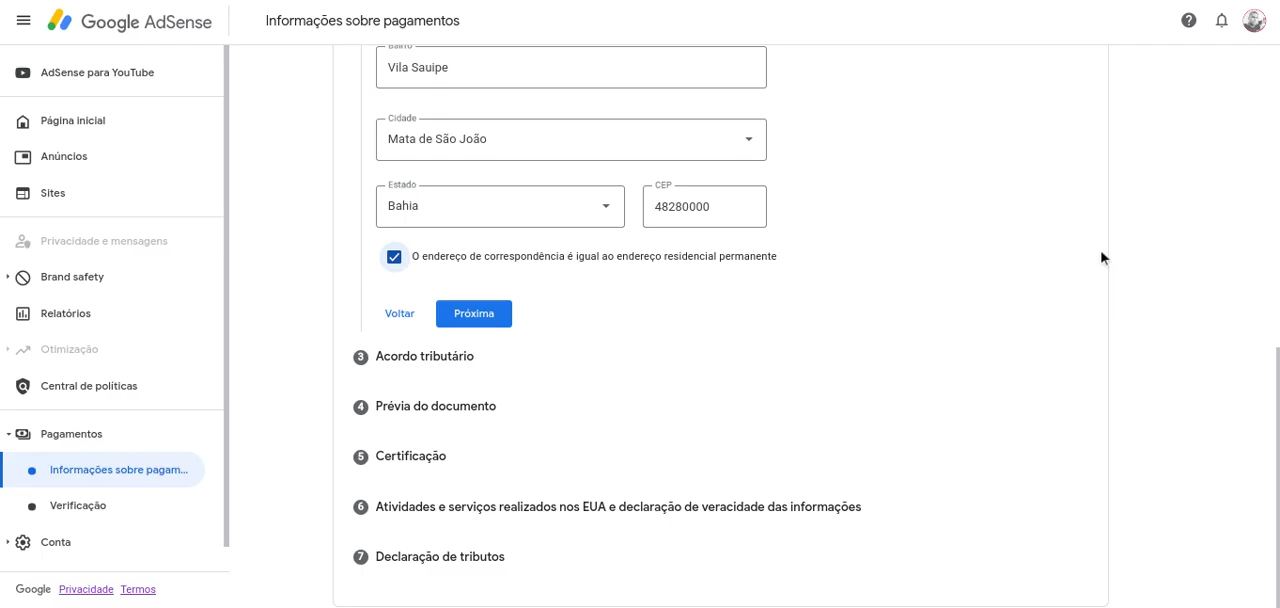 Google AdSense
Informações sobre pagamentos
AdSense para YouTube
Página inicial
Anúncios
Sites
Privacidade e mensagens
Brand safety
Relatórios
Otimização
Central de políticas
Pagamentos
Informações sobre pagam...
Verificação
Conta
Google Privacidade Termos
Bairro
Vila Sauipe
Cidade
Mata de São João
Estado
Bahia
CEP
48280000
O endereço de correspondência é igual ao endereço residencial permanente
Voltar
Próxima
3 Acordo tributário
4 Prévia do documento
5 Certificação
6 Atividades e serviços realizados nos EUA e declaração de veracidade das informações
7 Declaração de tributos